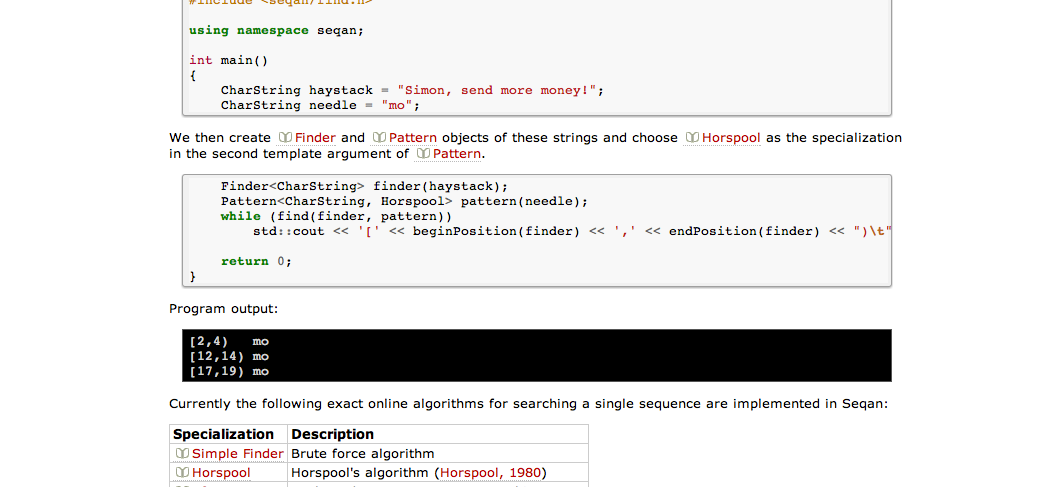 #include <seqan/find.h>
using namespace seqan;
int main()
{
CharString haystack = "Simon, send more money!";
CharString needle = "mo";
We then create Finder and Pattern objects of these strings and choose Horspool as the specialization
in the second template argument of Pattern.
Finder<CharString> finder(haystack);
Pattern<CharString, Horspool> pattern(needle);
while (find(finder, pattern))
std::cout << '[' << beginPosition(finder) << ',' << endPosition(finder) << ")\t"
return 0;
}
Program output:
[2,4) mo
[12,14) mo
[17,19) mo
Currently the following exact online algorithms for searching a single sequence are implemented in Seqan:
Specialization Description
Simple Finder Brute force algorithm
Horspool Horspool's algorithm (Horspool, 1980)